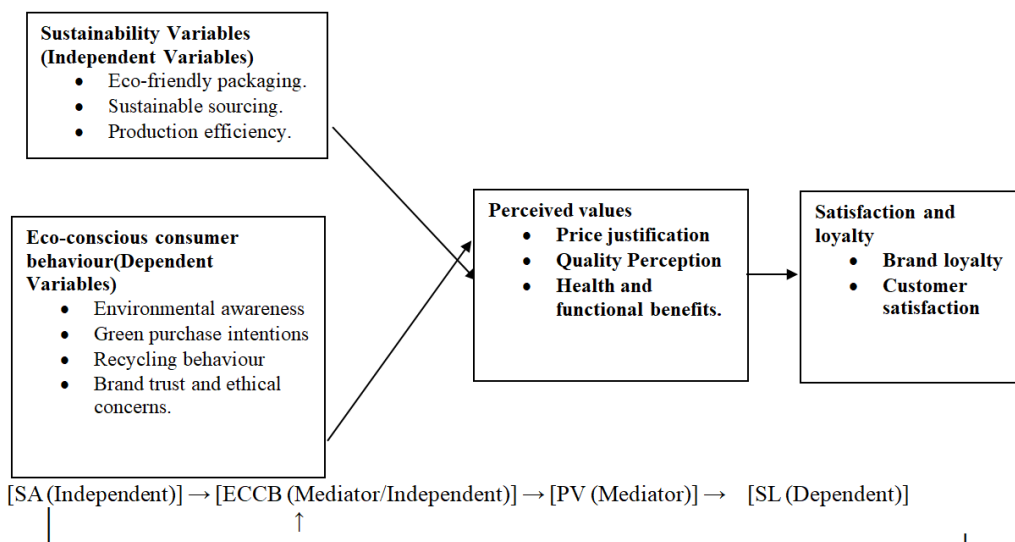 Sustainability Variables
(Independent Variables)
• Eco-friendly packaging.
• Sustainable sourcing.
• Production efficiency.
Eco-conscious consumer
behaviour(Dependent
Variables)
• Environmental awareness
• Green purchase intentions
• Recycling behaviour
• Brand trust and ethical
concerns.
Perceived values
• Price justification
• Quality Perception
• Health and
functional benefits.
Satisfaction and
loyalty
• Brand loyalty
• Customer
satisfaction
[SA (Independent)] → [ECCB (Mediator/Independent)] → [PV (Mediator)] → [SL (Dependent)]
↑